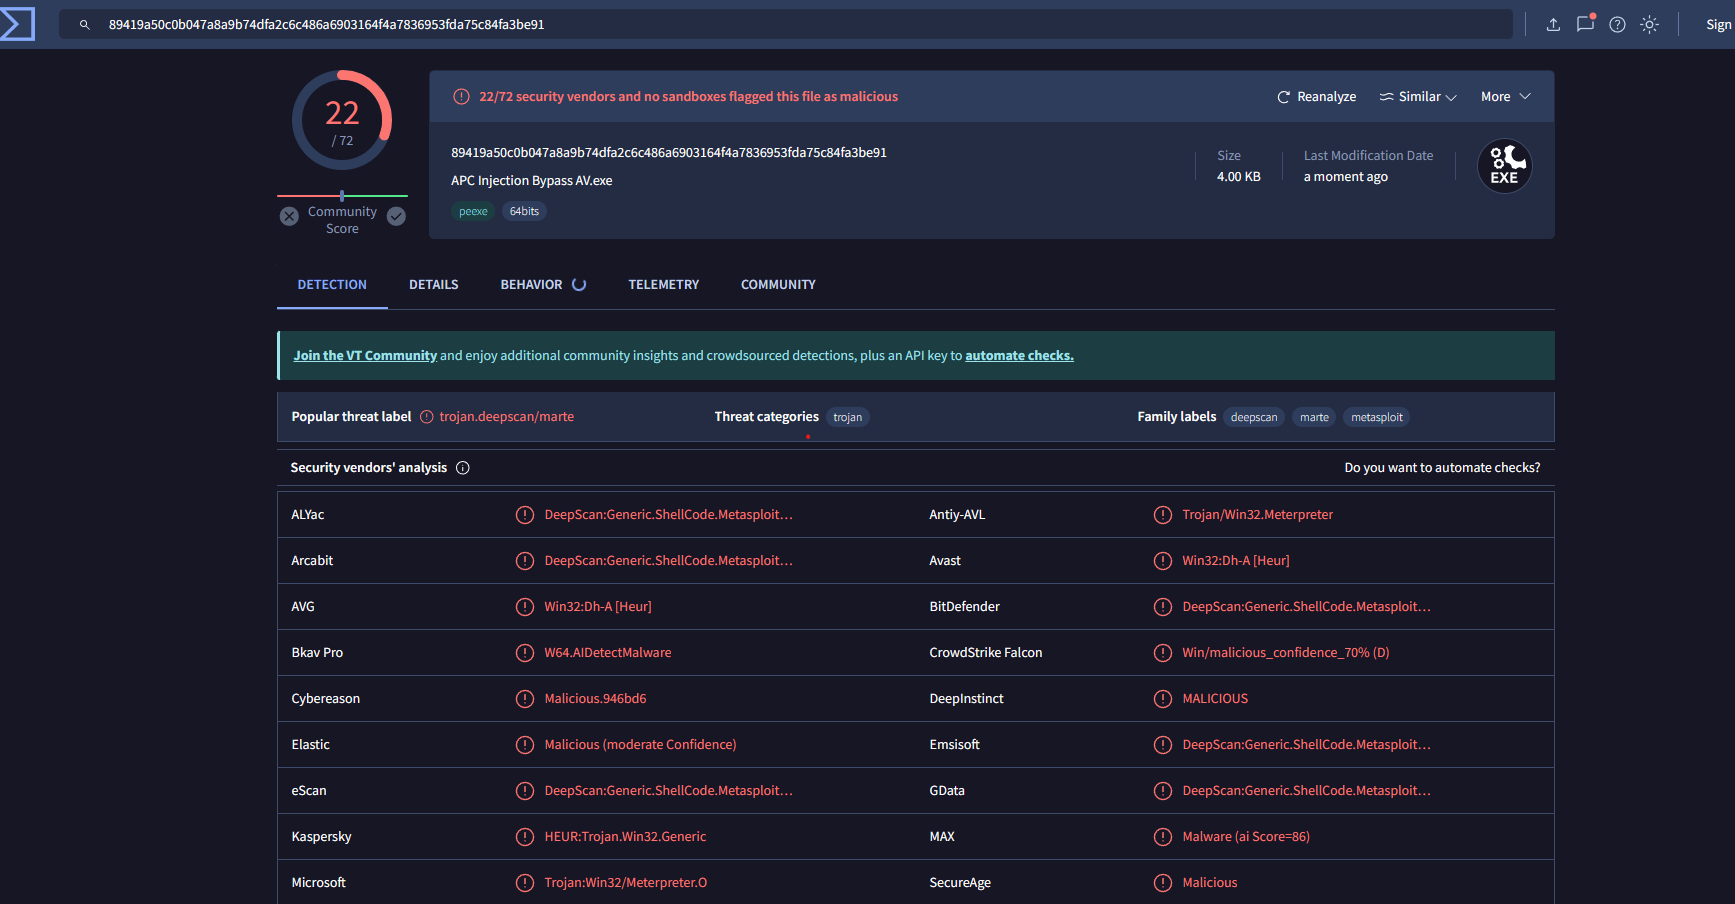 89419a50c0b047a8a9b74dfa2c6c486a6903164f4a7836953fda75c84fa3be91
Sign
22
/ 72
Community
Score
22/72 security vendors and no sandboxes flagged this file as malicious
Reanalyze
Similar
More
89419a50c0b047a8a9b74dfa2c6c486a6903164f4a7836953fda75c84fa3be91
APC Injection Bypass AV.exe
peexe
64bits
Size
4.00 KB
Last Modification Date
a moment ago
EXE
DETECTION
DETAILS
BEHAVIOR
TELEMETRY
COMMUNITY
Join the VT Community and enjoy additional community insights and crowdsourced detections, plus an API key to automate checks.
Popular threat label
trojan.deepscan/marte
Threat categories
trojan
Family labels
deepscan
marte
metasploit
Security vendors' analysis
Do you want to automate checks?
ALYac
DeepScan:Generic.ShellCode.Metasploit…
Antiy-AVL
Trojan/Win32.Meterpreter
Arcabit
DeepScan:Generic.ShellCode.Metasploit…
Avast
Win32:Dh-A [Heur]
AVG
Win32:Dh-A [Heur]
BitDefender
DeepScan:Generic.ShellCode.Metasploit…
Bkav Pro
W64.AIDetectMalware
CrowdStrike Falcon
Win/malicious_confidence_70% (D)
Cybereason
Malicious.946bd6
DeepInstinct
MALICIOUS
Elastic
Malicious (moderate Confidence)
Emsisoft
DeepScan:Generic.ShellCode.Metasploit…
eScan
DeepScan:Generic.ShellCode.Metasploit…
GData
DeepScan:Generic.ShellCode.Metasploit…
Kaspersky
HEUR:Trojan.Win32.Generic
MAX
Malware (ai Score=86)
Microsoft
Trojan:Win32/Meterpreter.O
SecureAge
Malicious